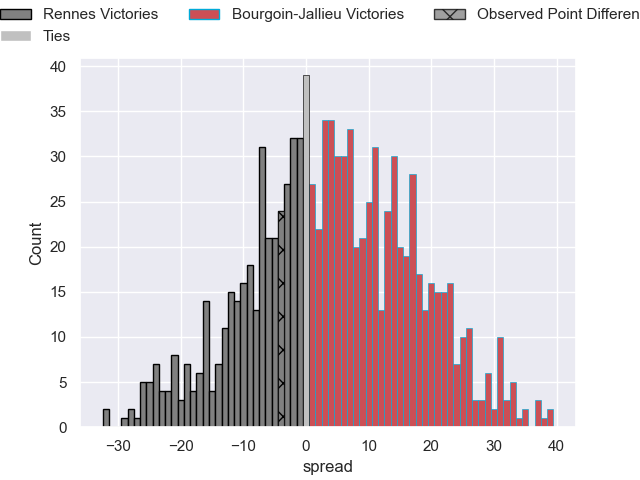 Rennes Victories Bourgoin-Jallieu Victories Observed Point Differen
Ties
40
35
30
25
20
15
10
5
0
Count
−30 −20 −10 0 10 20 30 40
spread